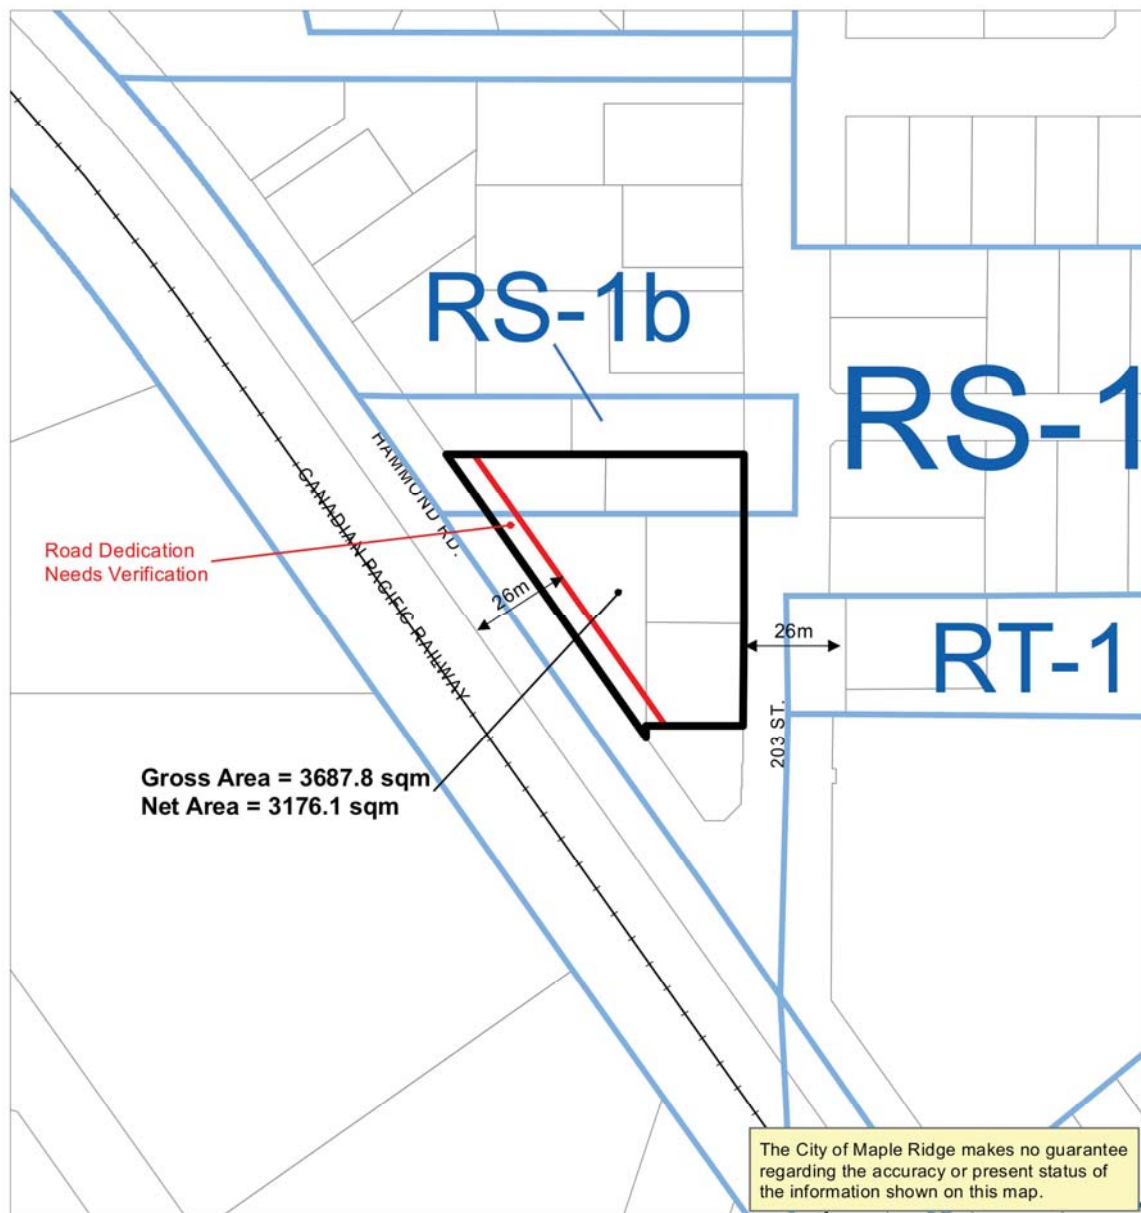 RS-1b
RS-1
HAMMOND RD.
CANADIAN PACIFIC RAILWAY
Road Dedication
Needs Verification
26m
26m
RT-1
203 ST.
Gross Area = 3687.8 sqm
Net Area = 3176.1 sqm
The City of Maple Ridge makes no guarantee
regarding the accuracy or present status of
the information shown on this map.